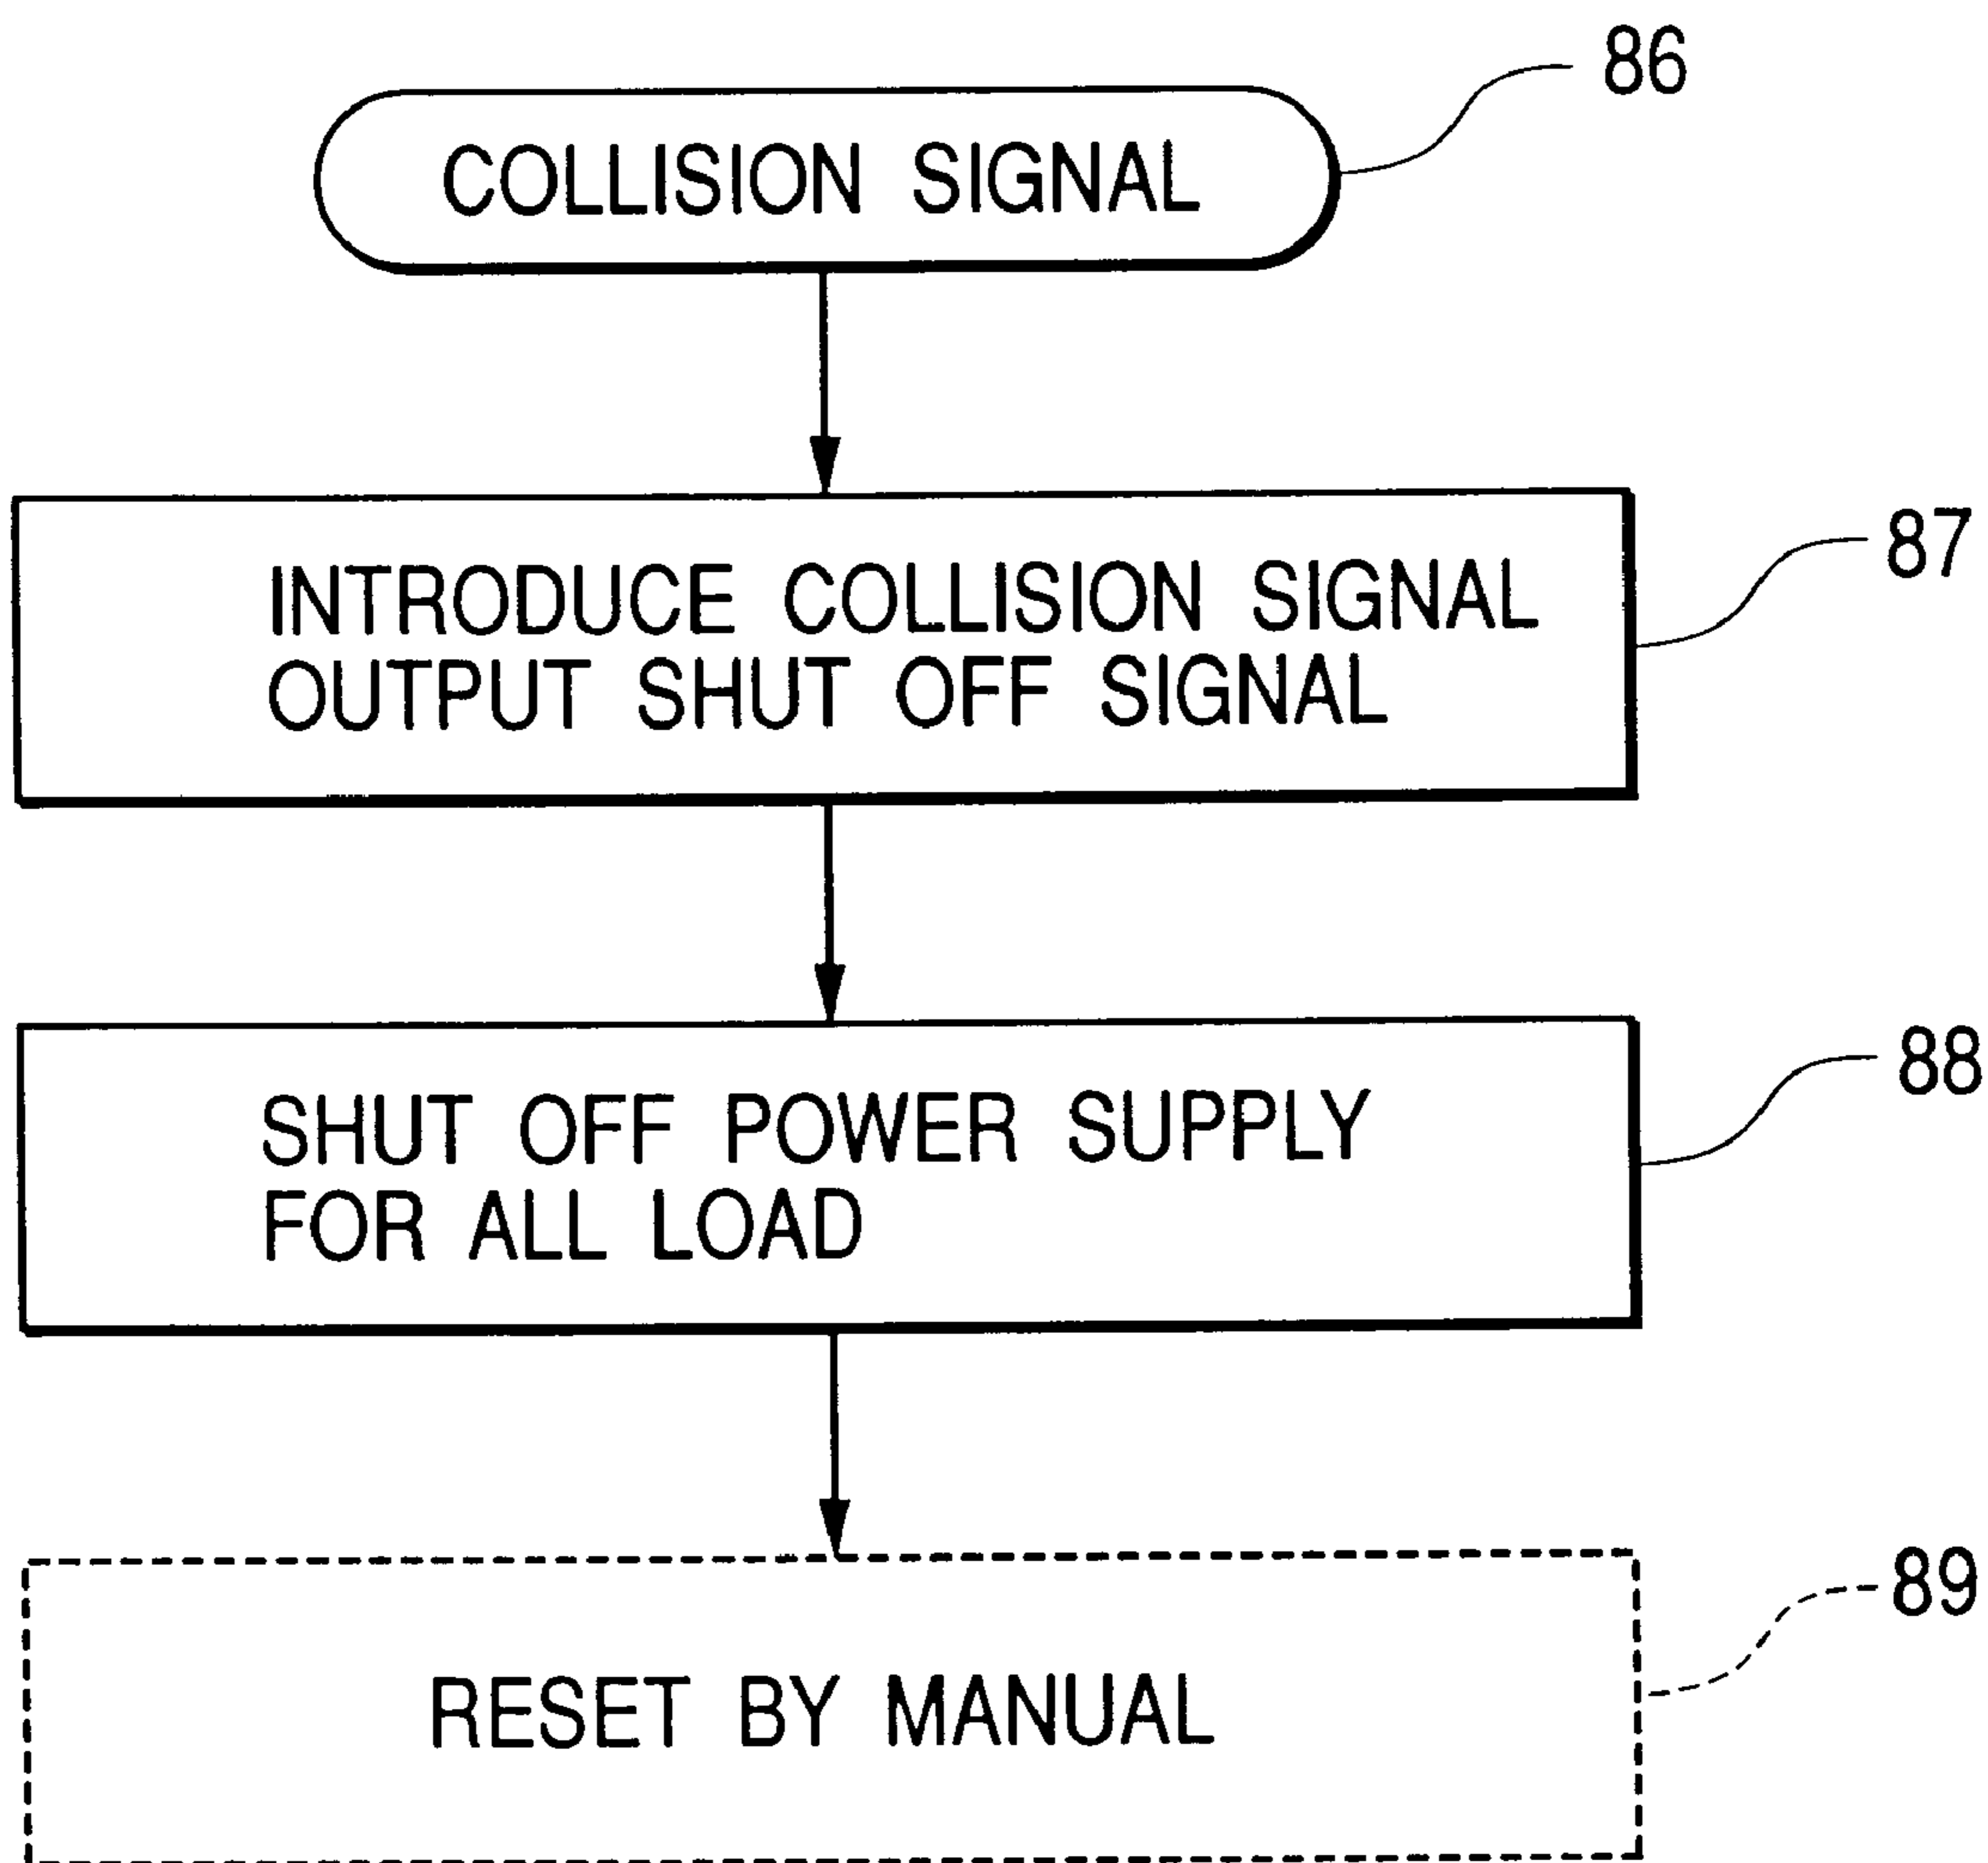 86
COLLISION SIGNAL
87
INTRODUCE COLLISION SIGNAL
OUTPUT SHUT OFF SIGNAL
88
SHUT OFF POWER SUPPLY
FOR ALL LOAD
89
RESET BY MANUAL